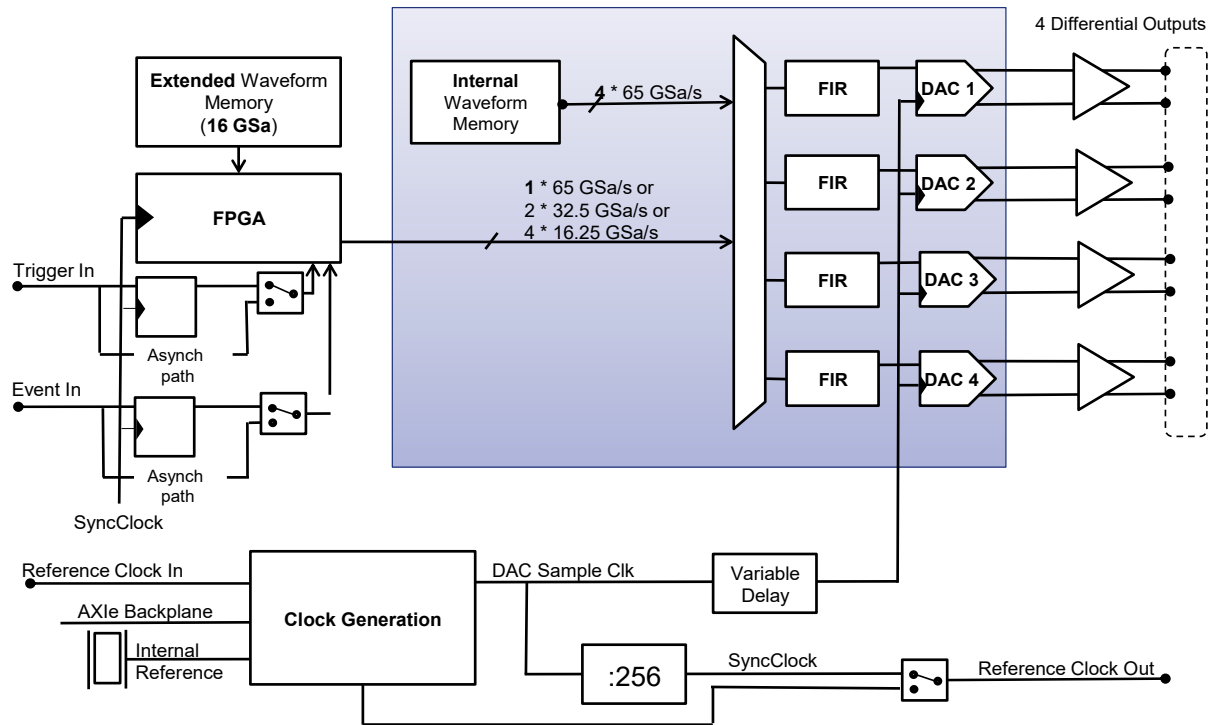 4 Differential Outputs
Extended Waveform
Memory
(16 GSa)
Internal
Waveform
Memory
4 * 65 GSa/s
FIR
DAC 1
1 * 65 GSa/s or
2 * 32.5 GSa/s or
4 * 16.25 GSa/s
FPGA
FIR
DAC 2
Trigger In
FIR
DAC 3
Asynch
path
Event In
FIR
DAC 4
Asynch
path
SyncClock
Reference Clock In
DAC Sample Clk
Variable
Delay
AXIe Backplane
Clock Generation
Internal
Reference
:256
SyncClock
Reference Clock Out